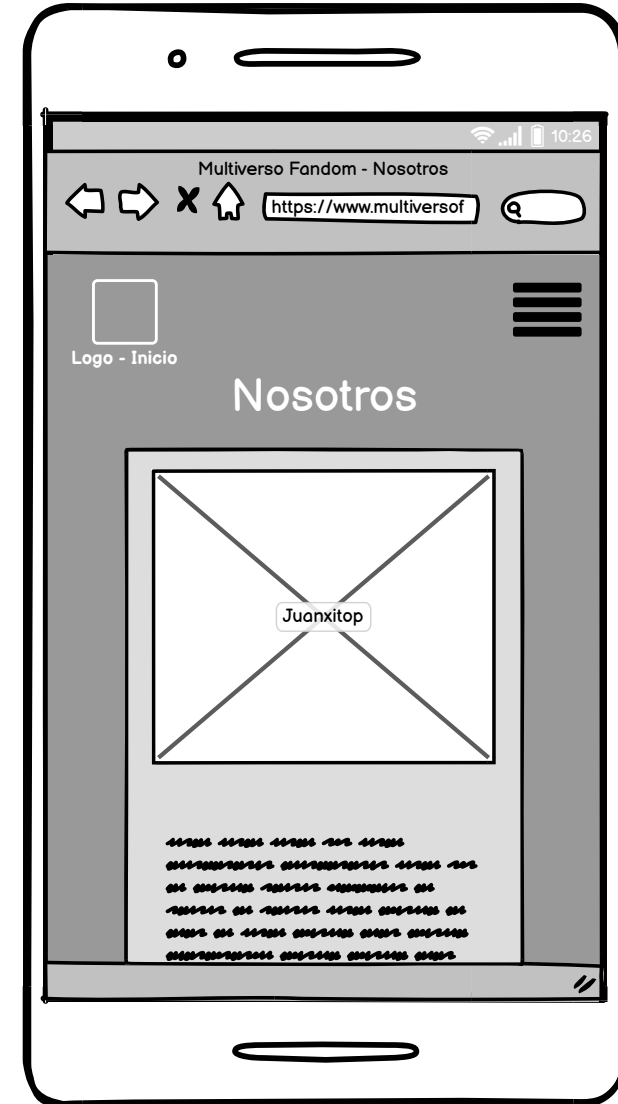 10:26
Multiverso Fandom - Nosotros
https://www.multiversof
Logo - Inicio
Nosotros
Juanxitop